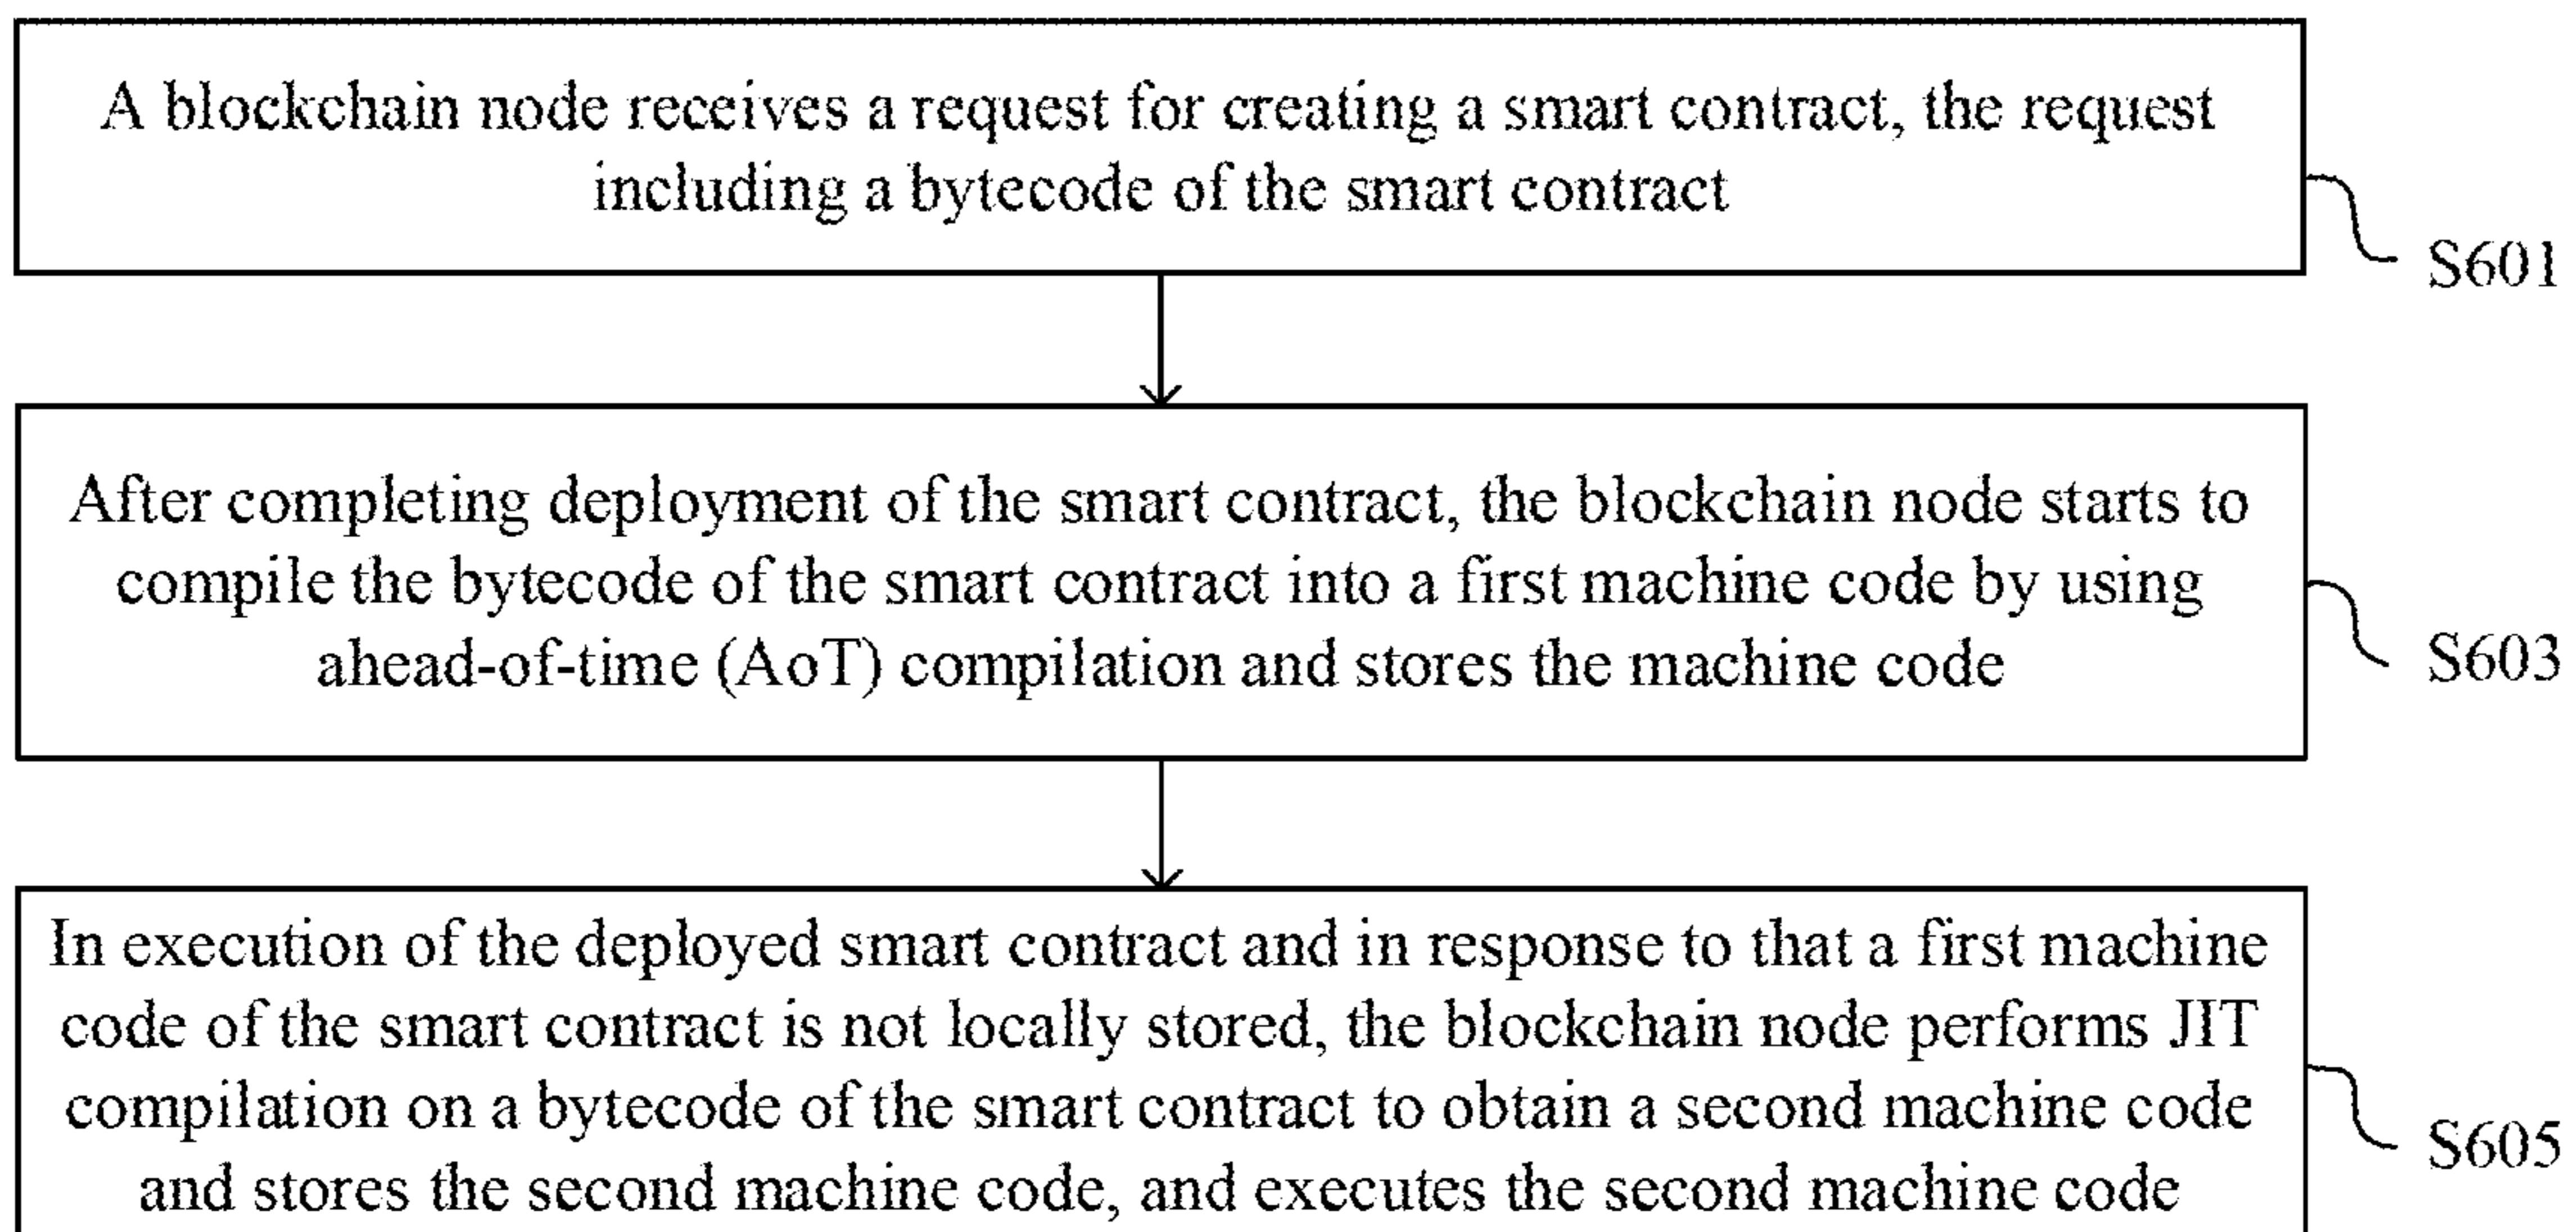 A blockchain node receives a request for creating a smart contract, the request
including a bytecode of the smart contract
S601
After completing deployment of the smart contract, the blockchain node starts to
compile the bytecode of the smart contract into a first machine code by using
ahead-of-time (AoT) compilation and stores the machine code
S603
In execution of the deployed smart contract and in response to that a first machine
code of the smart contract is not locally stored, the blockchain node performs JIT
compilation on a bytecode of the smart contract to obtain a second machine code
and stores the second machine code, and executes the second machine code
S605